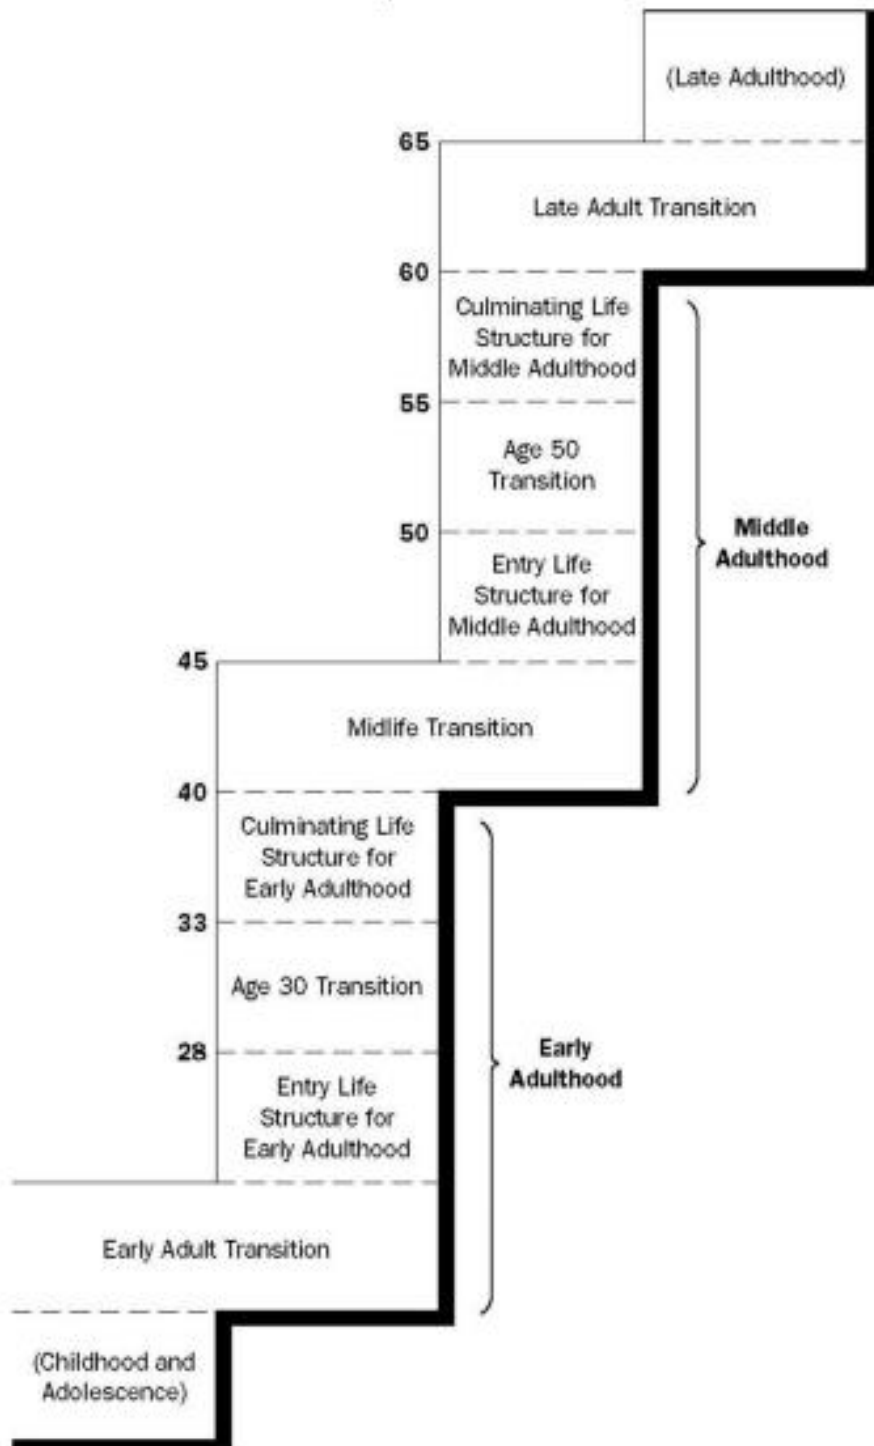 (Late Adulthood)
65
Late Adult Transition
60
Culminating Life
Structure for
Middle Adulthood
55
Age 50
Transition
50
Middle
Adulthood
Entry Life
Structure for
Middle Adulthood
45
Midlife Transition
40
Culminating Life
Structure for
Early Adulthood
33
Age 30 Transition
28
Early
Adulthood
Entry Life
Structure for
Early Adulthood
Early Adult Transition
(Childhood and
Adolescence)